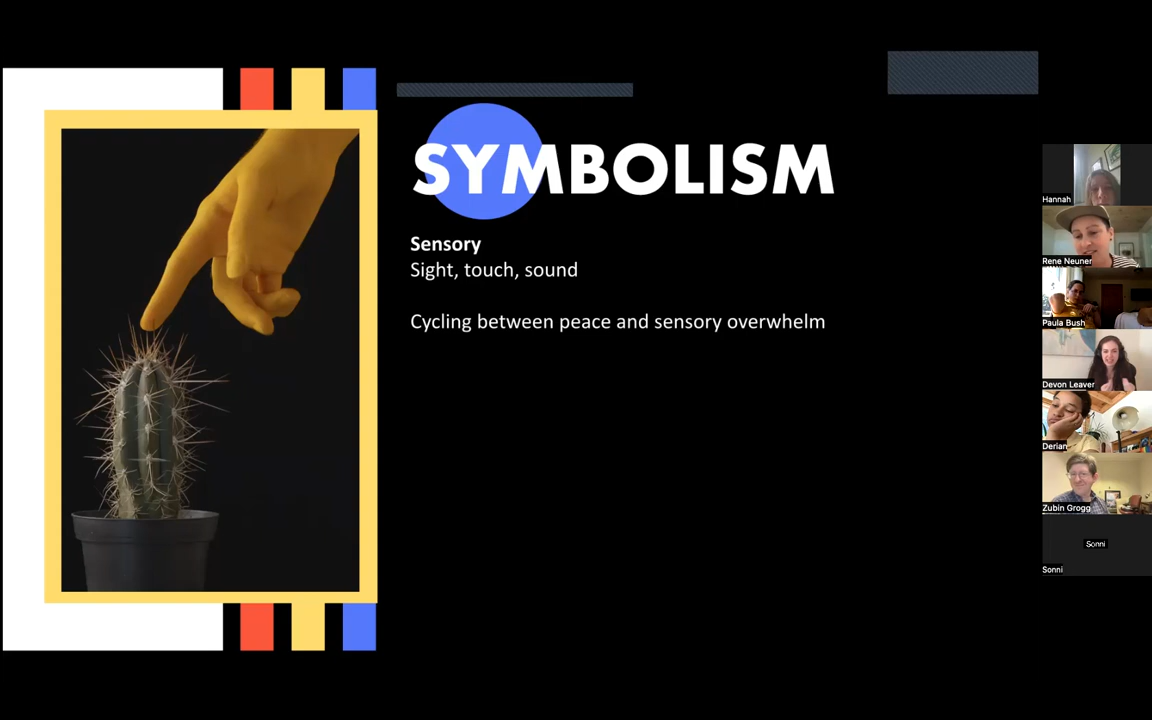 SYMBOLISM
Sensory
Sight, touch, sound
Cycling between peace and sensory overwhelm
Hannah
Rene Neuner
Paula Bush
Devon Leaver
Derian
Zubin Grogg
Sonni
Sonni